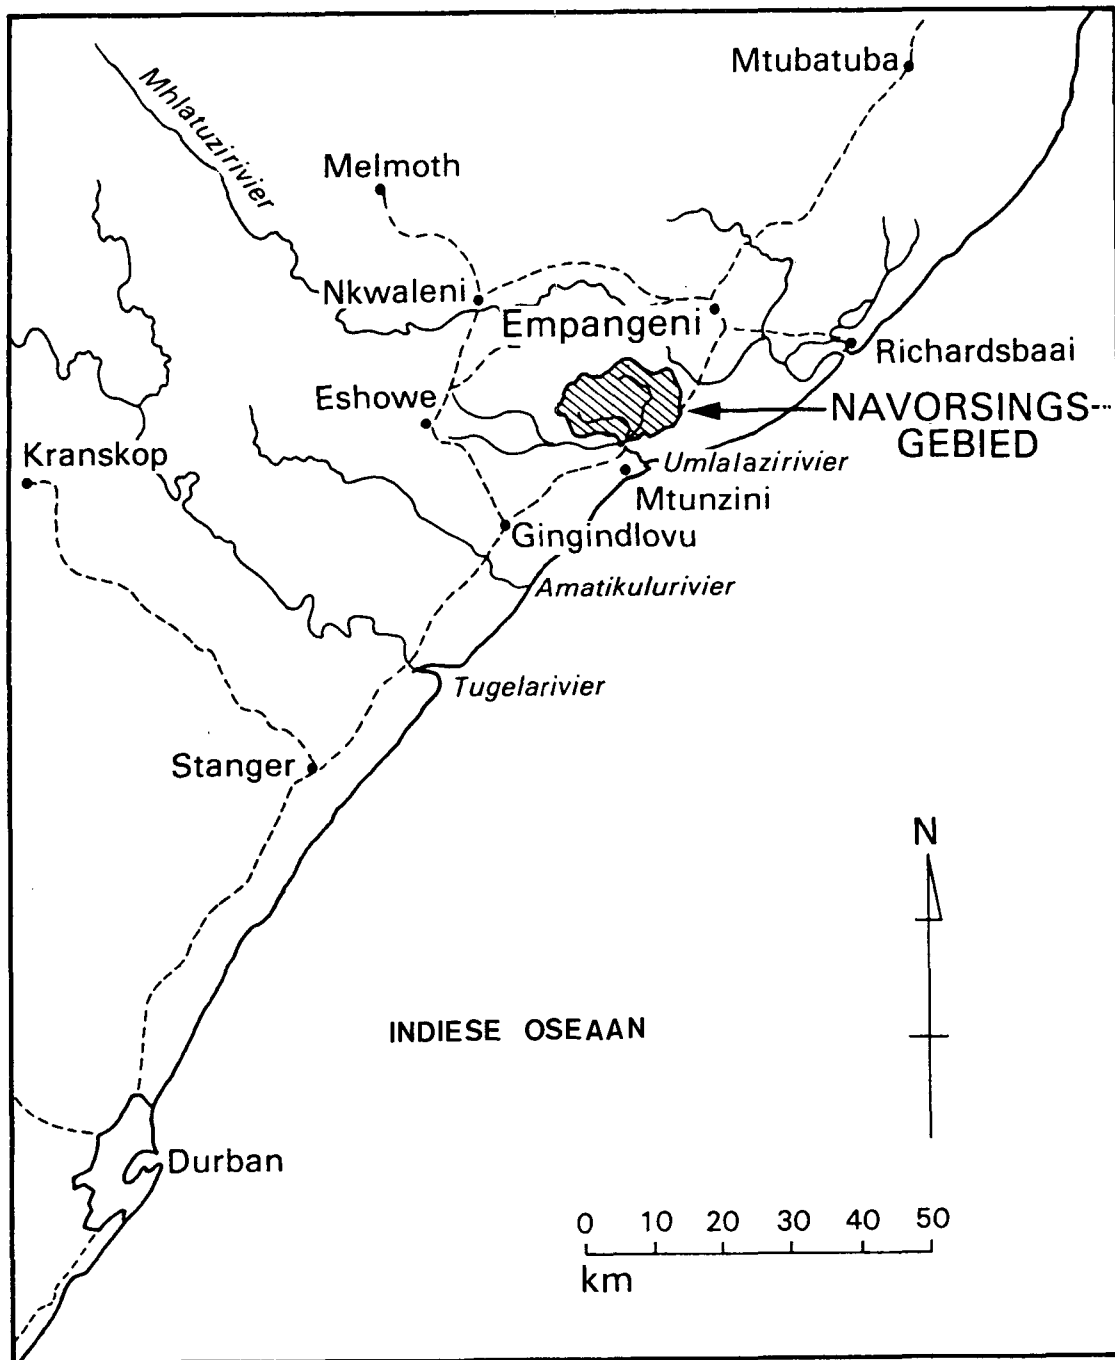 Mtubatuba
Mhlatuzirivier
Melmoth
Nkwaleni
Empangeni
Richardsbaai
Eshowe
NAVORSINGS-
GEBIED
Kranskop
Umlalazirivier
Mtunzini
Gingindlovu
Amatikulurivier
Tugelarivier
Stanger
N
INDIESE OSEAAN
Durban
0 10 20 30 40 50
km